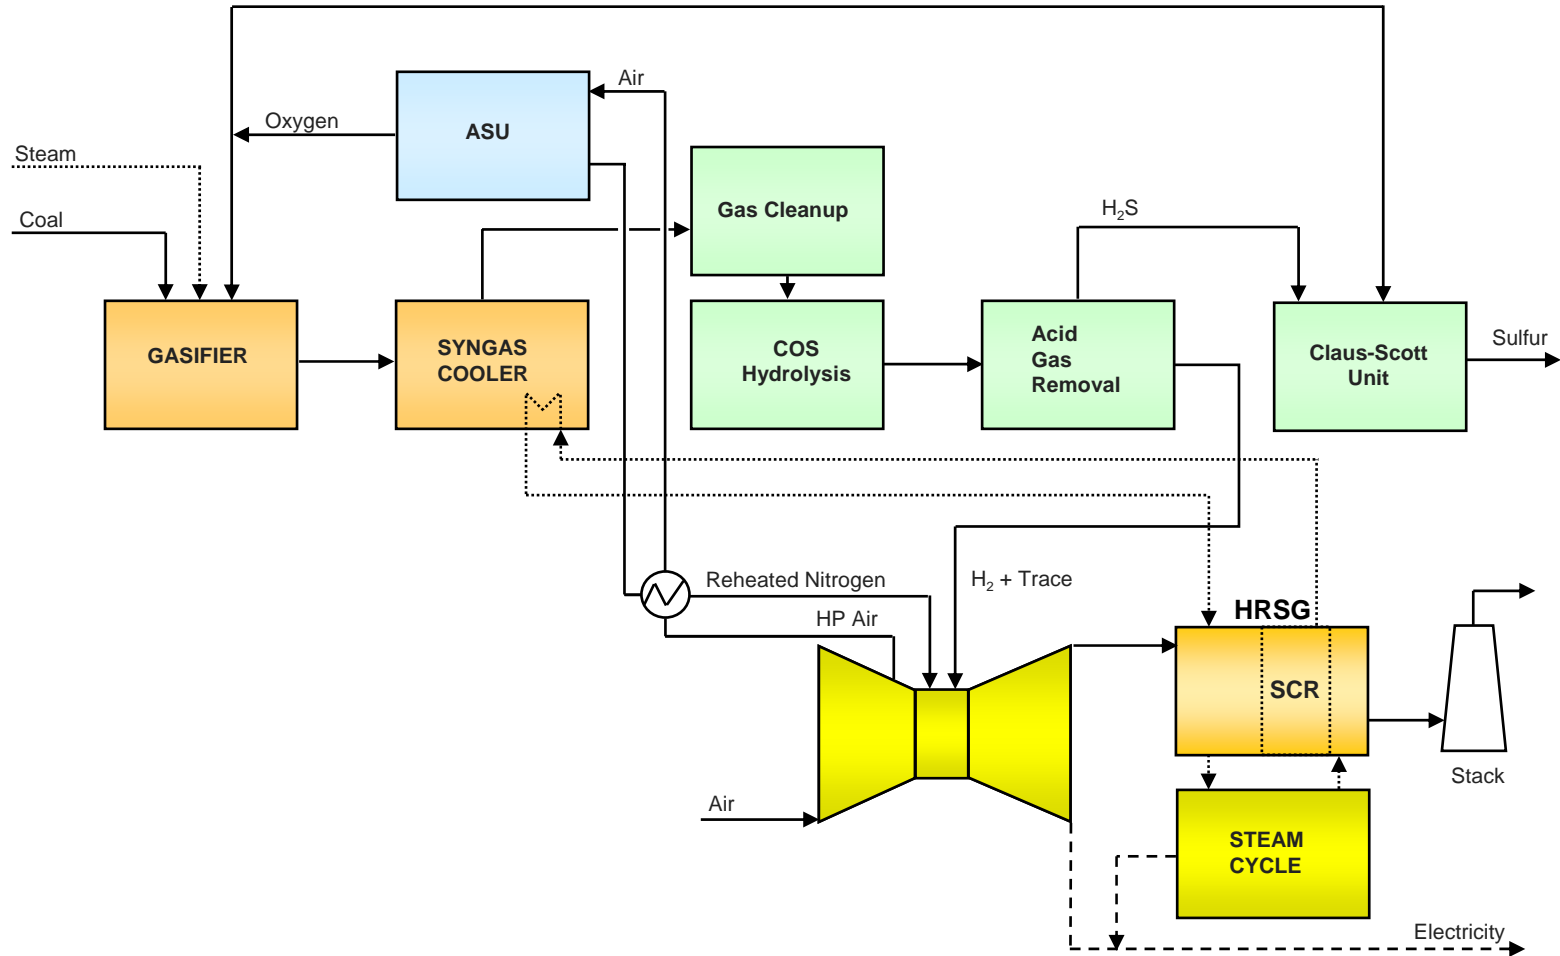 Air
Oxygen
ASU
Steam
Coal
Gas Cleanup
H₂S
GASIFIER
SYNGAS
COOLER
COS
Hydrolysis
Acid
Gas
Removal
Claus-Scott
Unit
Sulfur
Reheated Nitrogen
H₂ + Trace
HP Air
HRSG
SCR
Stack
Air
STEAM
CYCLE
Electricity